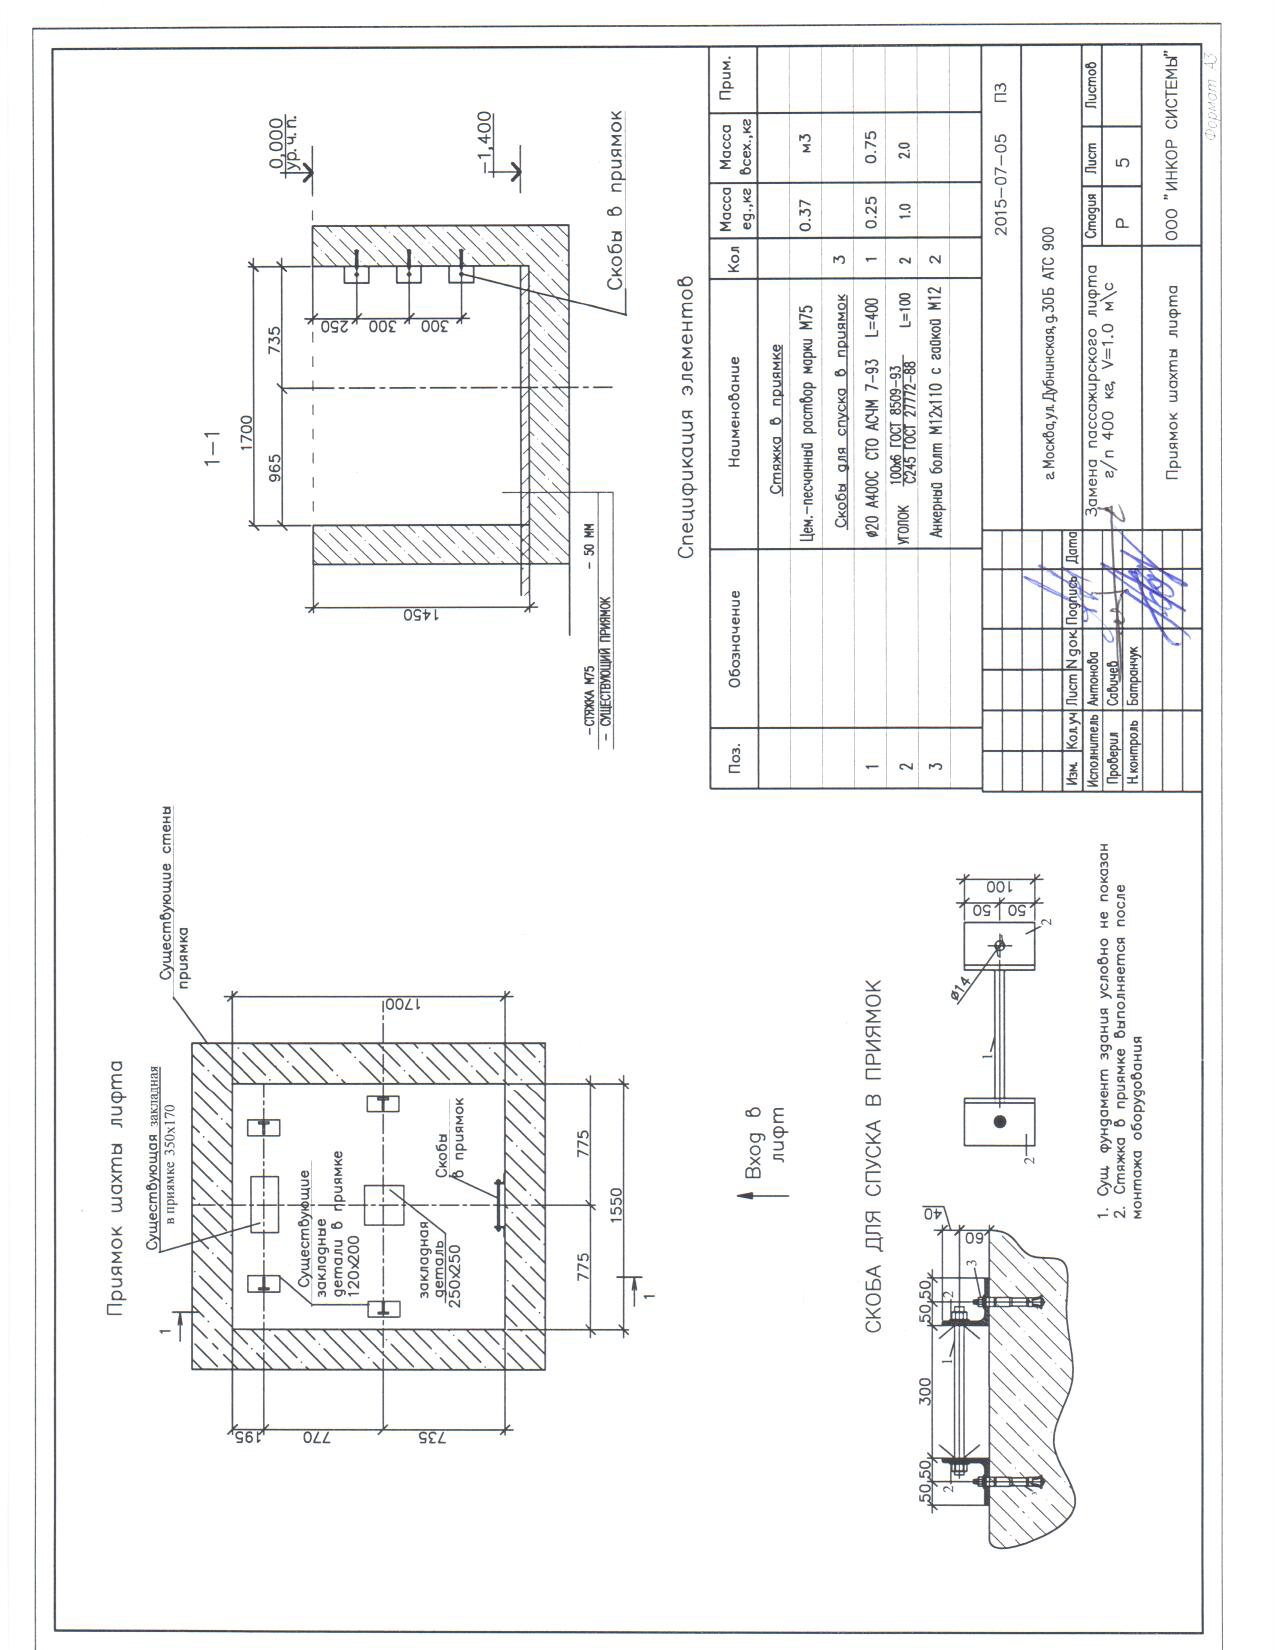 Приямок шахты лифта
Существующая закладная
в приямке 350х170
Существующие стены
приямка
1
1
195
770
735
1700
Существующие
закладные
детали в приямке
120х200
закладная
деталь
250х250
Скобы
в приямок
775
775
1550
Вход в
лифт
1-1
1700
965
735
250
300
300
1450
0,000
ур.ч.п.
-1,400
Скобы в приямок
-СТЯЖКА М75 - 50 ММ
- СУЩЕСТВУЮЩИЙ ПРИЯМОК
СКОБА ДЛЯ СПУСКА В ПРИЯМОК
50,50
300
50,50
40
60
2
1
2
3
3
ø14
1
2
2
50
50
100
1. Сущ. фундамент здания условно не показан
2. Стяжка в приямке выполняется после
монтажа оборудования
Спецификация элементов
Поз. Обозначение Наименование Кол Масса ед.,кг Масса всех.,кг Прим.
Стяжка в приямке
Цем.-песчанный раствор марки М75 0.37 м3
Скобы для спуска в приямок 3
1 ø20 А400С СТО АСЧМ 7-93 L=400 1 0.25 0.75
2 УГОЛОК 100х6 ГОСТ 8509-93 С245 ГОСТ 27772-88 L=100 2 1.0 2.0
3 Анкерный болт М12х110 с гайкой М12 2
2015-07-05 ПЗ
г.Москва,ул.Дубнинская,д.30Б АТС 900
Изм. Кол.уч Лист N док. Подпись Дата
Исполнитель Антонова
Проверил Савичев
Н.контроль Батранчук
Замена пассажирского лифта
г/п 400 кг, V=1.0 м\с
Стадия Лист Листов
Р 5
Приямок шахты лифта
ООО "ИНКОР СИСТЕМЫ"
Формат А3